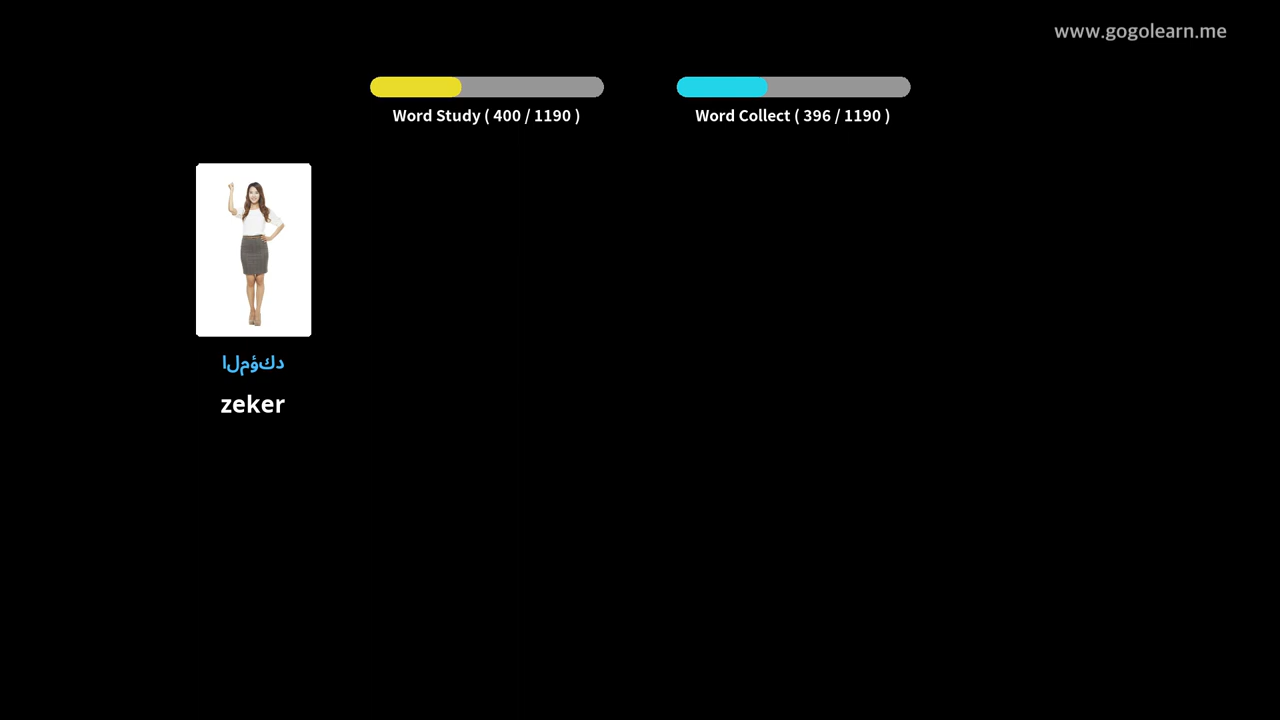 www.gogolearn.me
Word Study ( 400 / 1190 )
Word Collect ( 396 / 1190 )
المؤكد
zeker